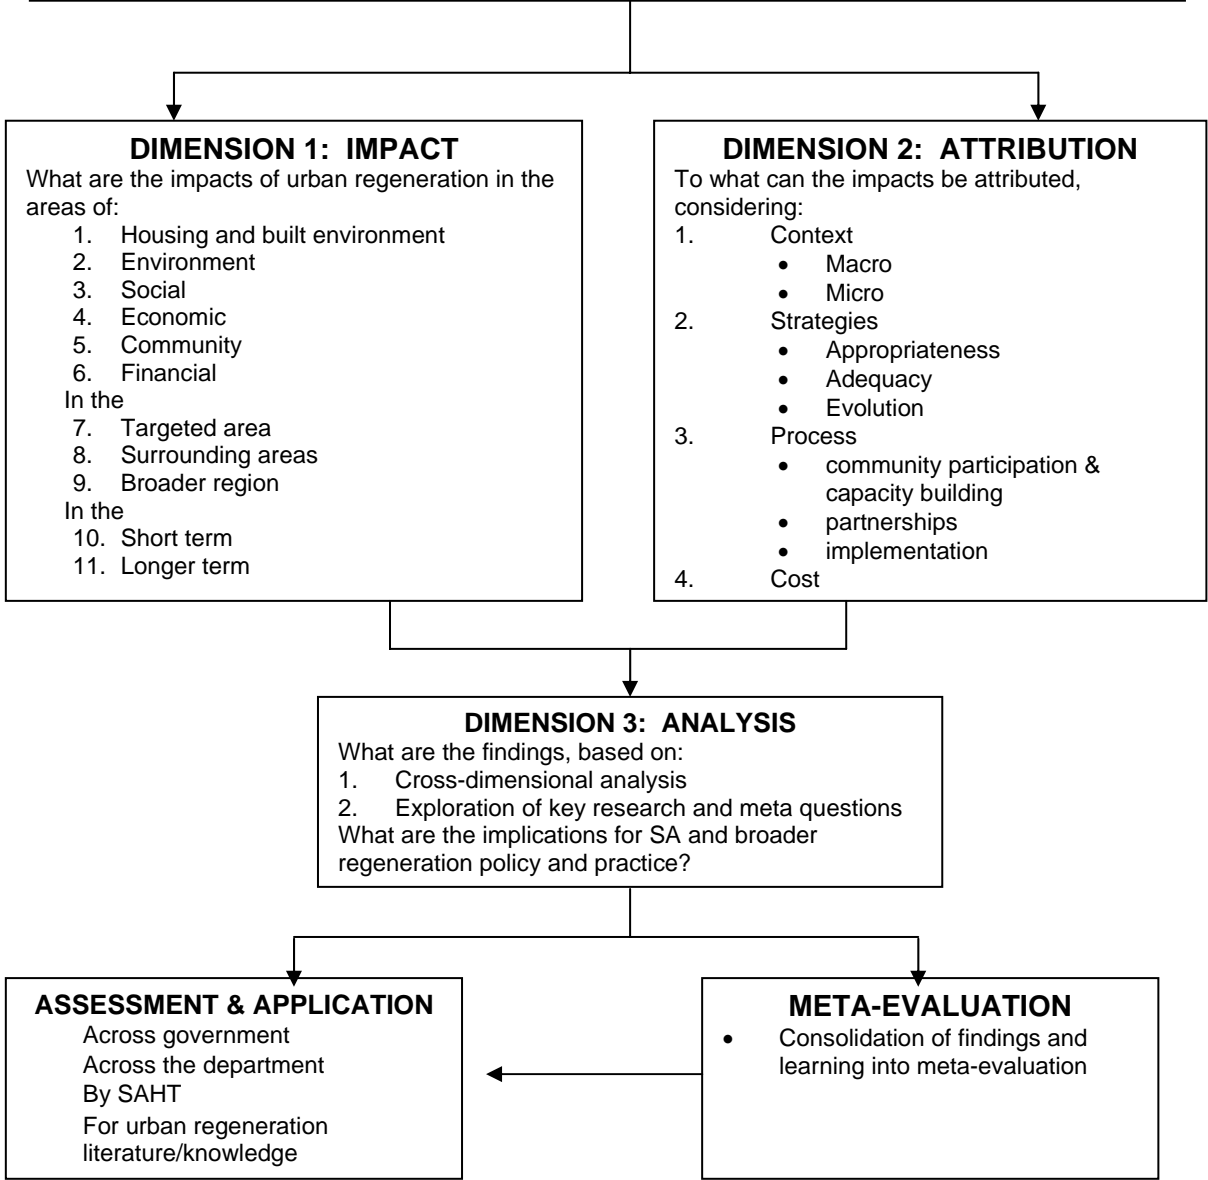 DIMENSION 1: IMPACT
What are the impacts of urban regeneration in the
areas of:
1. Housing and built environment
2. Environment
3. Social
4. Economic
5. Community
6. Financial
In the
7. Targeted area
8. Surrounding areas
9. Broader region
In the
10. Short term
11. Longer term
DIMENSION 2: ATTRIBUTION
To what can the impacts be attributed,
considering:
1. Context
• Macro
• Micro
2. Strategies
• Appropriateness
• Adequacy
• Evolution
3. Process
• community participation &
capacity building
• partnerships
• implementation
4. Cost
DIMENSION 3: ANALYSIS
What are the findings, based on:
1. Cross-dimensional analysis
2. Exploration of key research and meta questions
What are the implications for SA and broader
regeneration policy and practice?
ASSESSMENT & APPLICATION
Across government
Across the department
By SAHT
For urban regeneration
literature/knowledge
META-EVALUATION
• Consolidation of findings and
learning into meta-evaluation